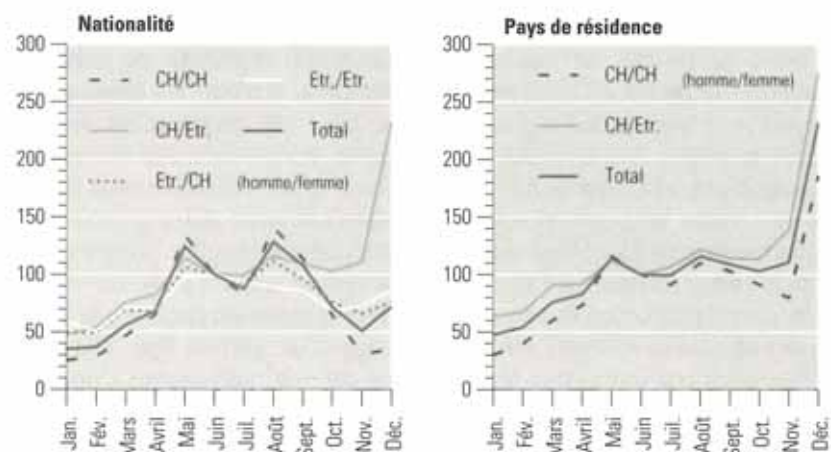 Nationalité
300
250
200
150
100
50
0
CH/CH
Etr./Etr.
CH/Etr.
Total
Etr./CH (homme/femme)
Jan.
Fév.
Mars
Avril
Mai
Juin
Juil.
Août
Sept.
Oct.
Nov.
Déc.
Pays de résidence
300
250
200
150
100
50
0
CH/CH (homme/femme)
CH/Etr.
Total
Jan.
Fév.
Mars
Avril
Mai
Juin
Juil.
Août
Sept.
Oct.
Nov.
Déc.